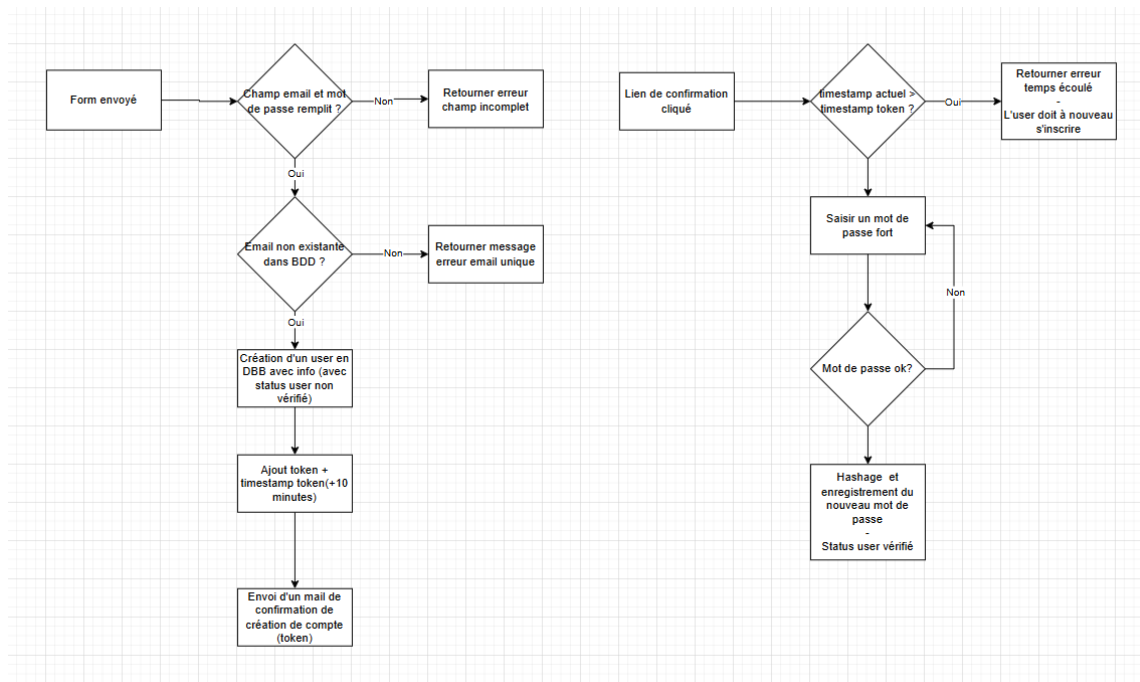 Form envoyé
Champ email et mot
de passe remplit ?
Non
Retourner erreur
champ incomplet
Oui
Email non existante
dans BDD ?
Non
Retourner message
erreur email unique
Oui
Création d'un user en
DBB avec info (avec
status user non
vérifié)
Ajout token +
timestamp token(+10
minutes)
Envoi d'un mail de
confirmation de
création de compte
(token)
Lien de confirmation
cliqué
timestamp actuel >
timestamp token ?
Oui
Retourner erreur
temps écoulé
-
L'user doit à nouveau
s'inscrire
Saisir un mot de
passe fort
Non
Mot de passe ok?
Hashage et
enregistrement du
nouveau mot de
passe
-
Status user vérifié